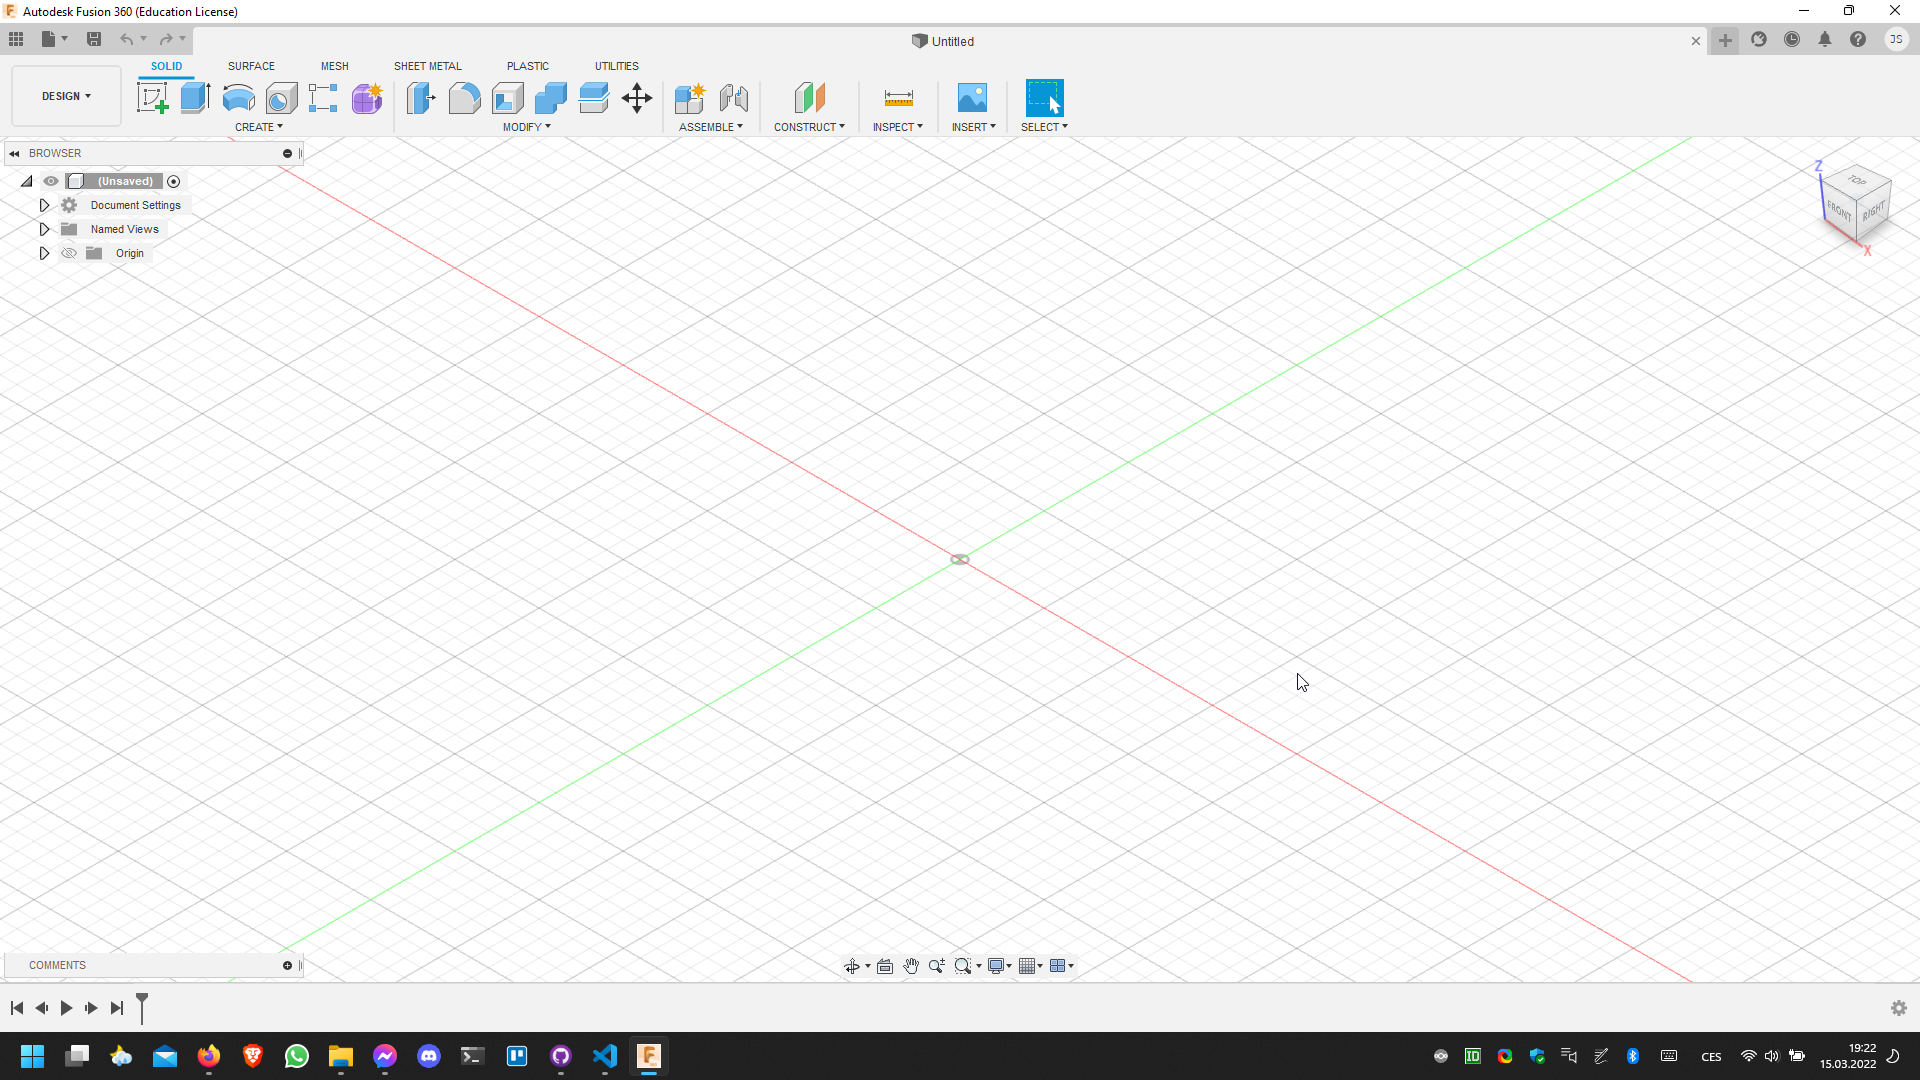 Autodesk Fusion 360 (Education License)
Untitled
JS
DESIGN
SOLID SURFACE MESH SHEET METAL PLASTIC UTILITIES
CREATE MODIFY ASSEMBLE CONSTRUCT INSPECT INSERT SELECT
BROWSER
(Unsaved)
Document Settings
Named Views
Origin
Z
TOP
FRONT
RIGHT
X
COMMENTS
ID
CES
19:22
15.03.2022